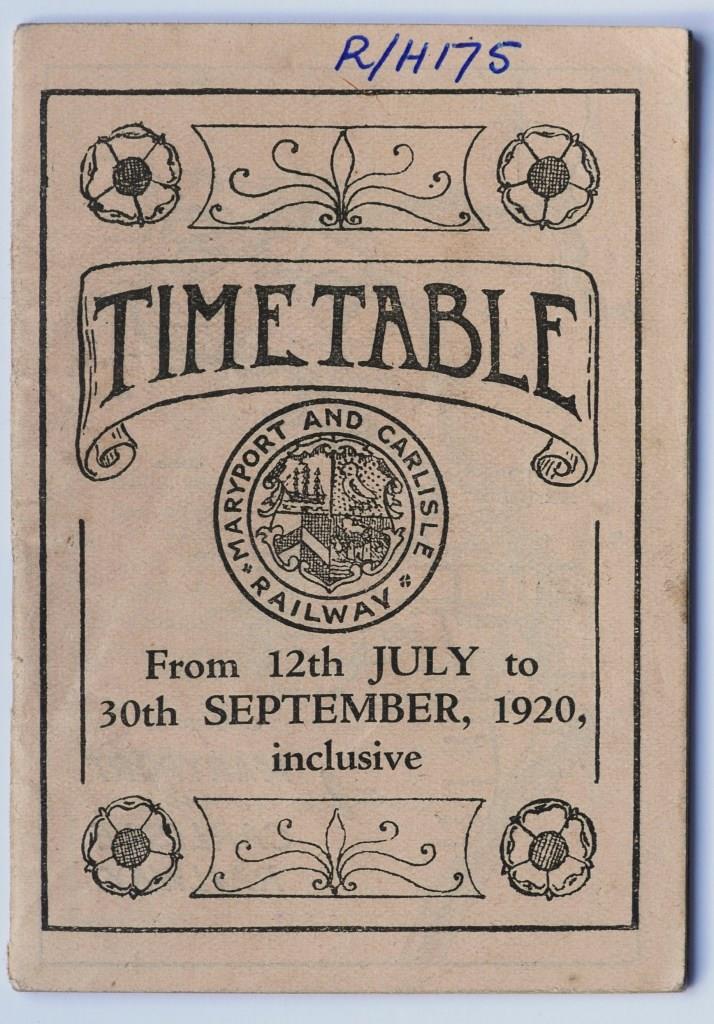 R/H175
TIMETABLE
MARYPORT AND CARLISLE
RAILWAY
From 12th JULY to
30th SEPTEMBER, 1920,
inclusive